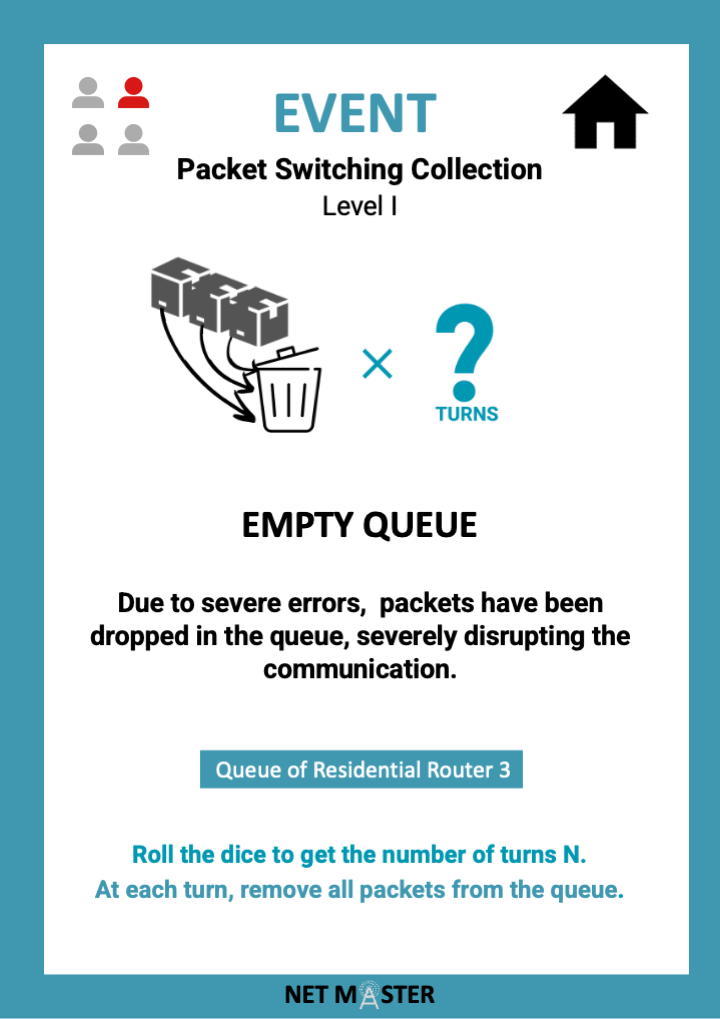 EVENT
Packet Switching Collection
Level I
?
TURNS
EMPTY QUEUE
Due to severe errors,  packets have been
dropped in the queue, severely disrupting the
communication.
Queue of Residential Router 3
Roll the dice to get the number of turns N.
At each turn, remove all packets from the queue.
NET MASTER